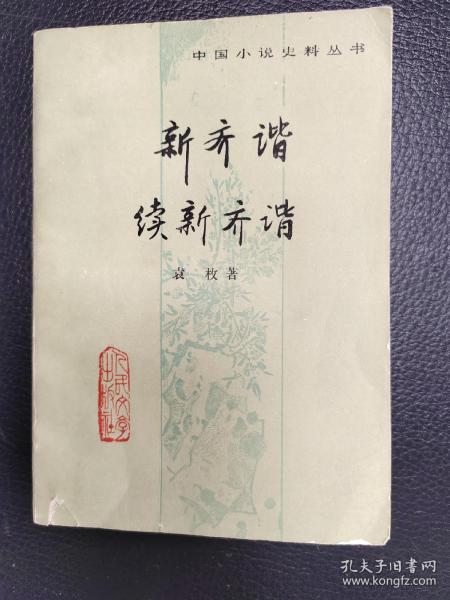 中国小说史料丛书
新齐谐
续新齐谐
袁 枚 著
人民文学
出版社
孔夫子旧书网
www.kongfz.com